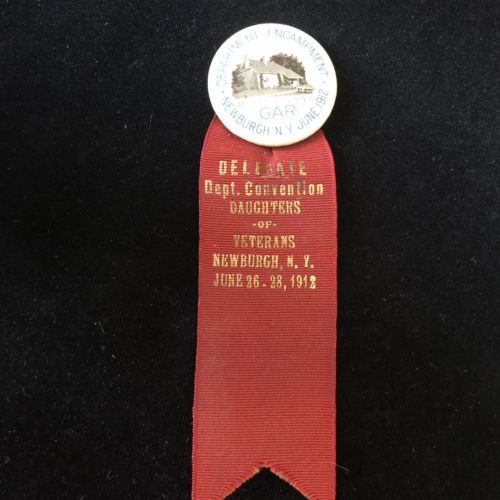 DEPARTMENT ENCAMPMENT
GAR
NEWBURGH N.Y. JUNE, 1912
DELEGATE
Dept. Convention
DAUGHTERS
-OF-
VETERANS
NEWBURGH, N. Y.
JUNE 26-28, 1912